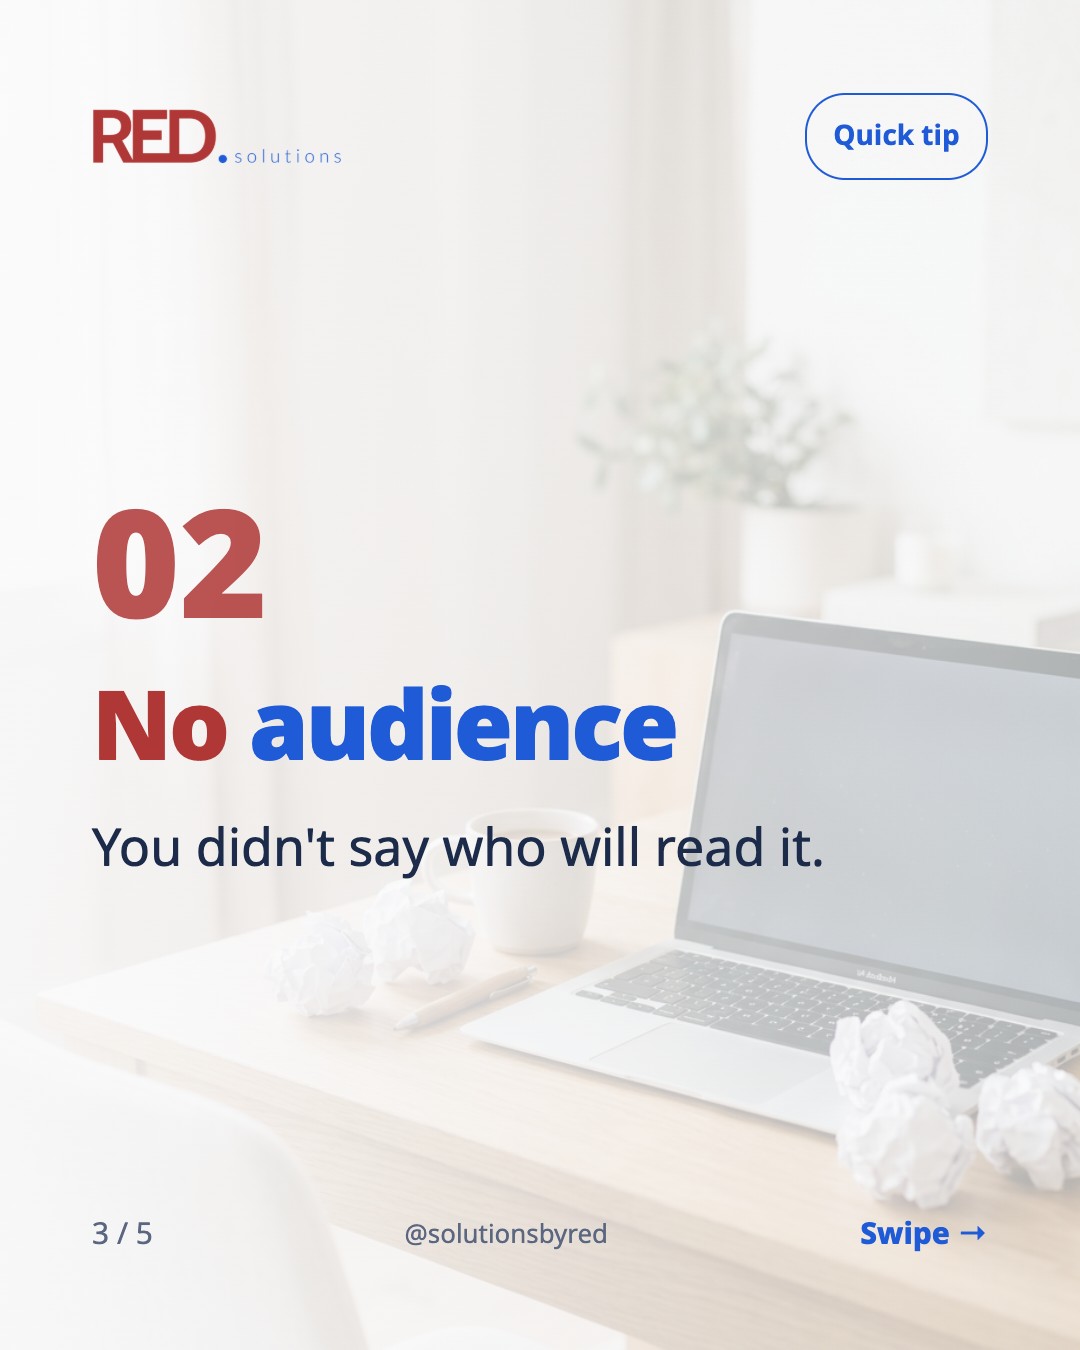 RED.solutions
Quick tip
02
No audience
You didn't say who will read it.
3 / 5
@solutionsbyred
Swipe →